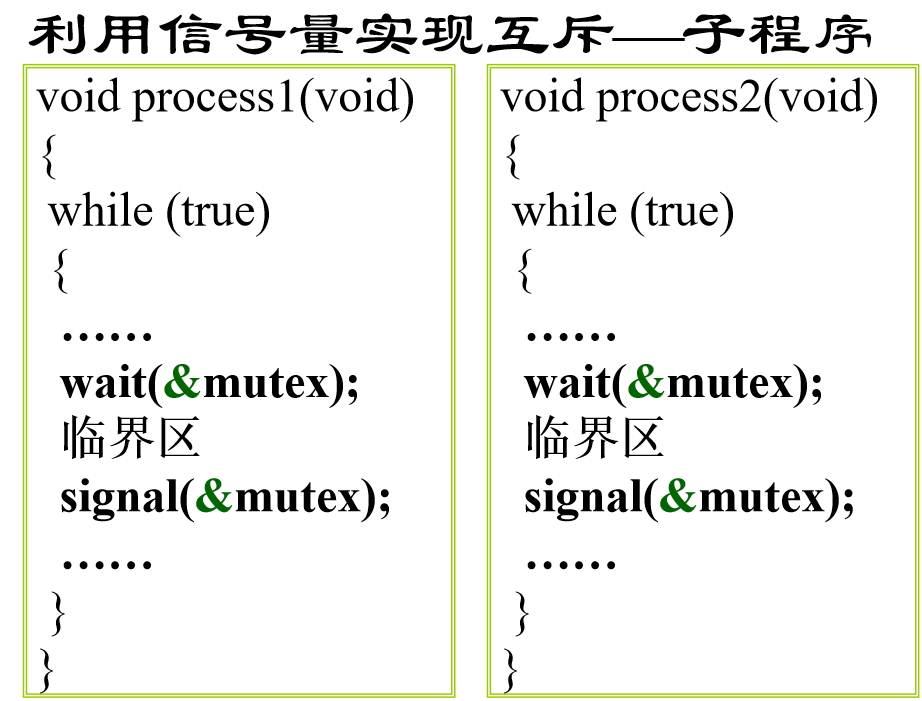 利用信号量实现互斥——子程序
void process1(void)
{
while (true)
{
……
wait(&mutex);
临界区
signal(&mutex);
……
}
}
void process2(void)
{
while (true)
{
……
wait(&mutex);
临界区
signal(&mutex);
……
}
}